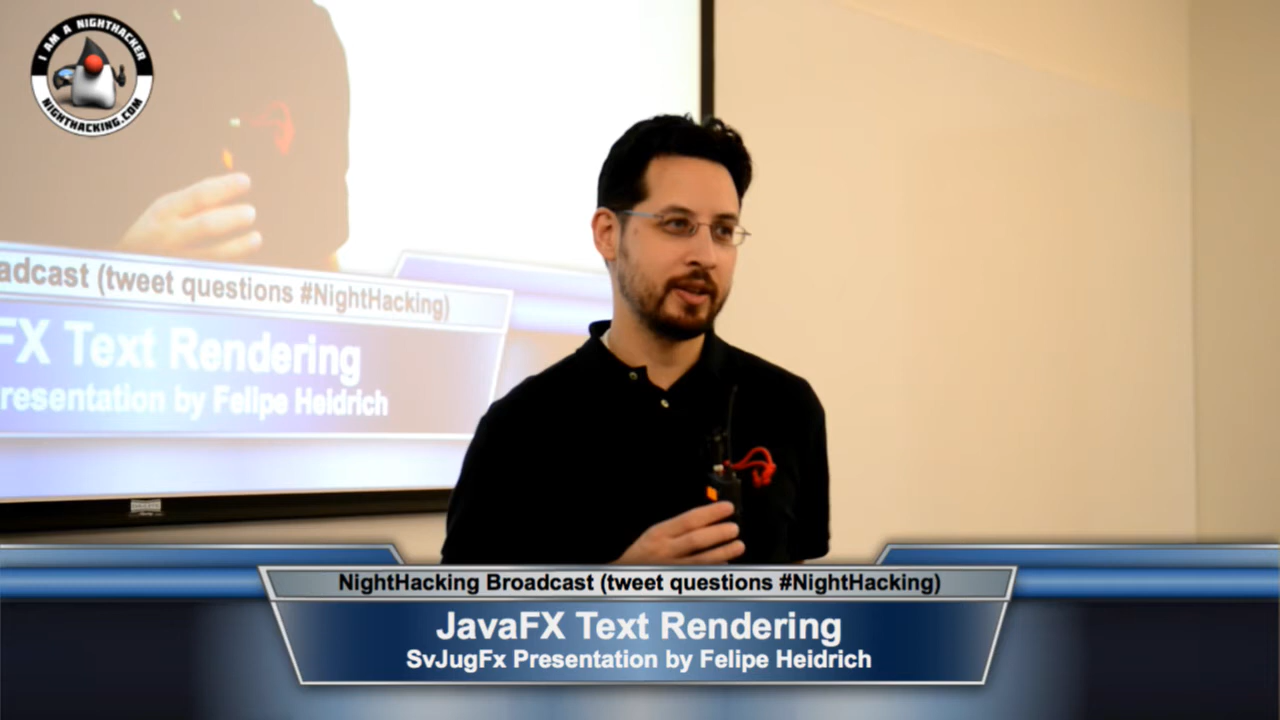 I AM A NIGHTHACKER
NIGHTHACKING.COM
adcast (tweet questions #NightHacking)
FX Text Rendering
resentation by Felipe Heidrich
NightHacking Broadcast (tweet questions #NightHacking)
JavaFX Text Rendering
SvJugFx Presentation by Felipe Heidrich